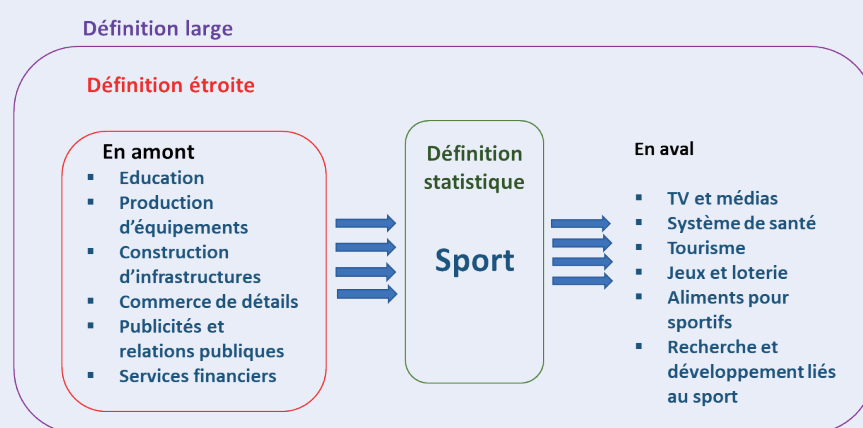 Définition large
Définition étroite
En amont
▪ Education
▪ Production
d’équipements
▪ Construction
d’infrastructures
▪ Commerce de détails
▪ Publicités et
relations publiques
▪ Services financiers
Définition
statistique
Sport
En aval
▪ TV et médias
▪ Système de santé
▪ Tourisme
▪ Jeux et loterie
▪ Aliments pour
sportifs
▪ Recherche et
développement liés
au sport